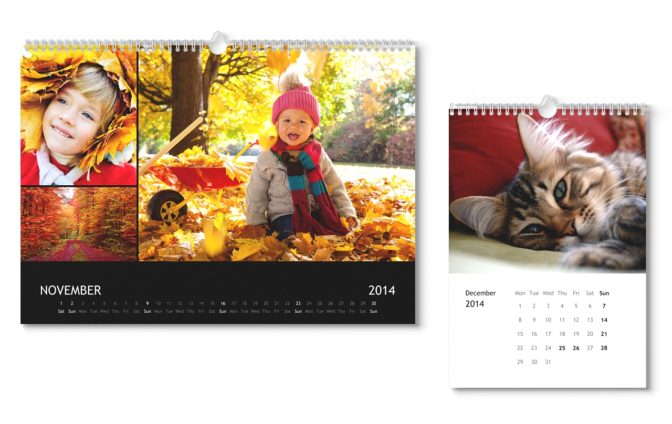 NOVEMBER 2014
1 2 3 4 5 6 7 8 9 10 11 12 13 14 15 16 17 18 19 20 21 22 23 24 25 26 27 28 29 30
Sat Sun Mon Tue Wed Thu Fri Sat Sun Mon Tue Wed Thu Fri Sat Sun Mon Tue Wed Thu Fri Sat Sun Mon Tue Wed Thu Fri Sat Sun
December
2014
Mon Tue Wed Thu Fri Sat Sun
1 2 3 4 5 6 7
8 9 10 11 12 13 14
15 16 17 18 19 20 21
22 23 24 25 26 27 28
29 30 31